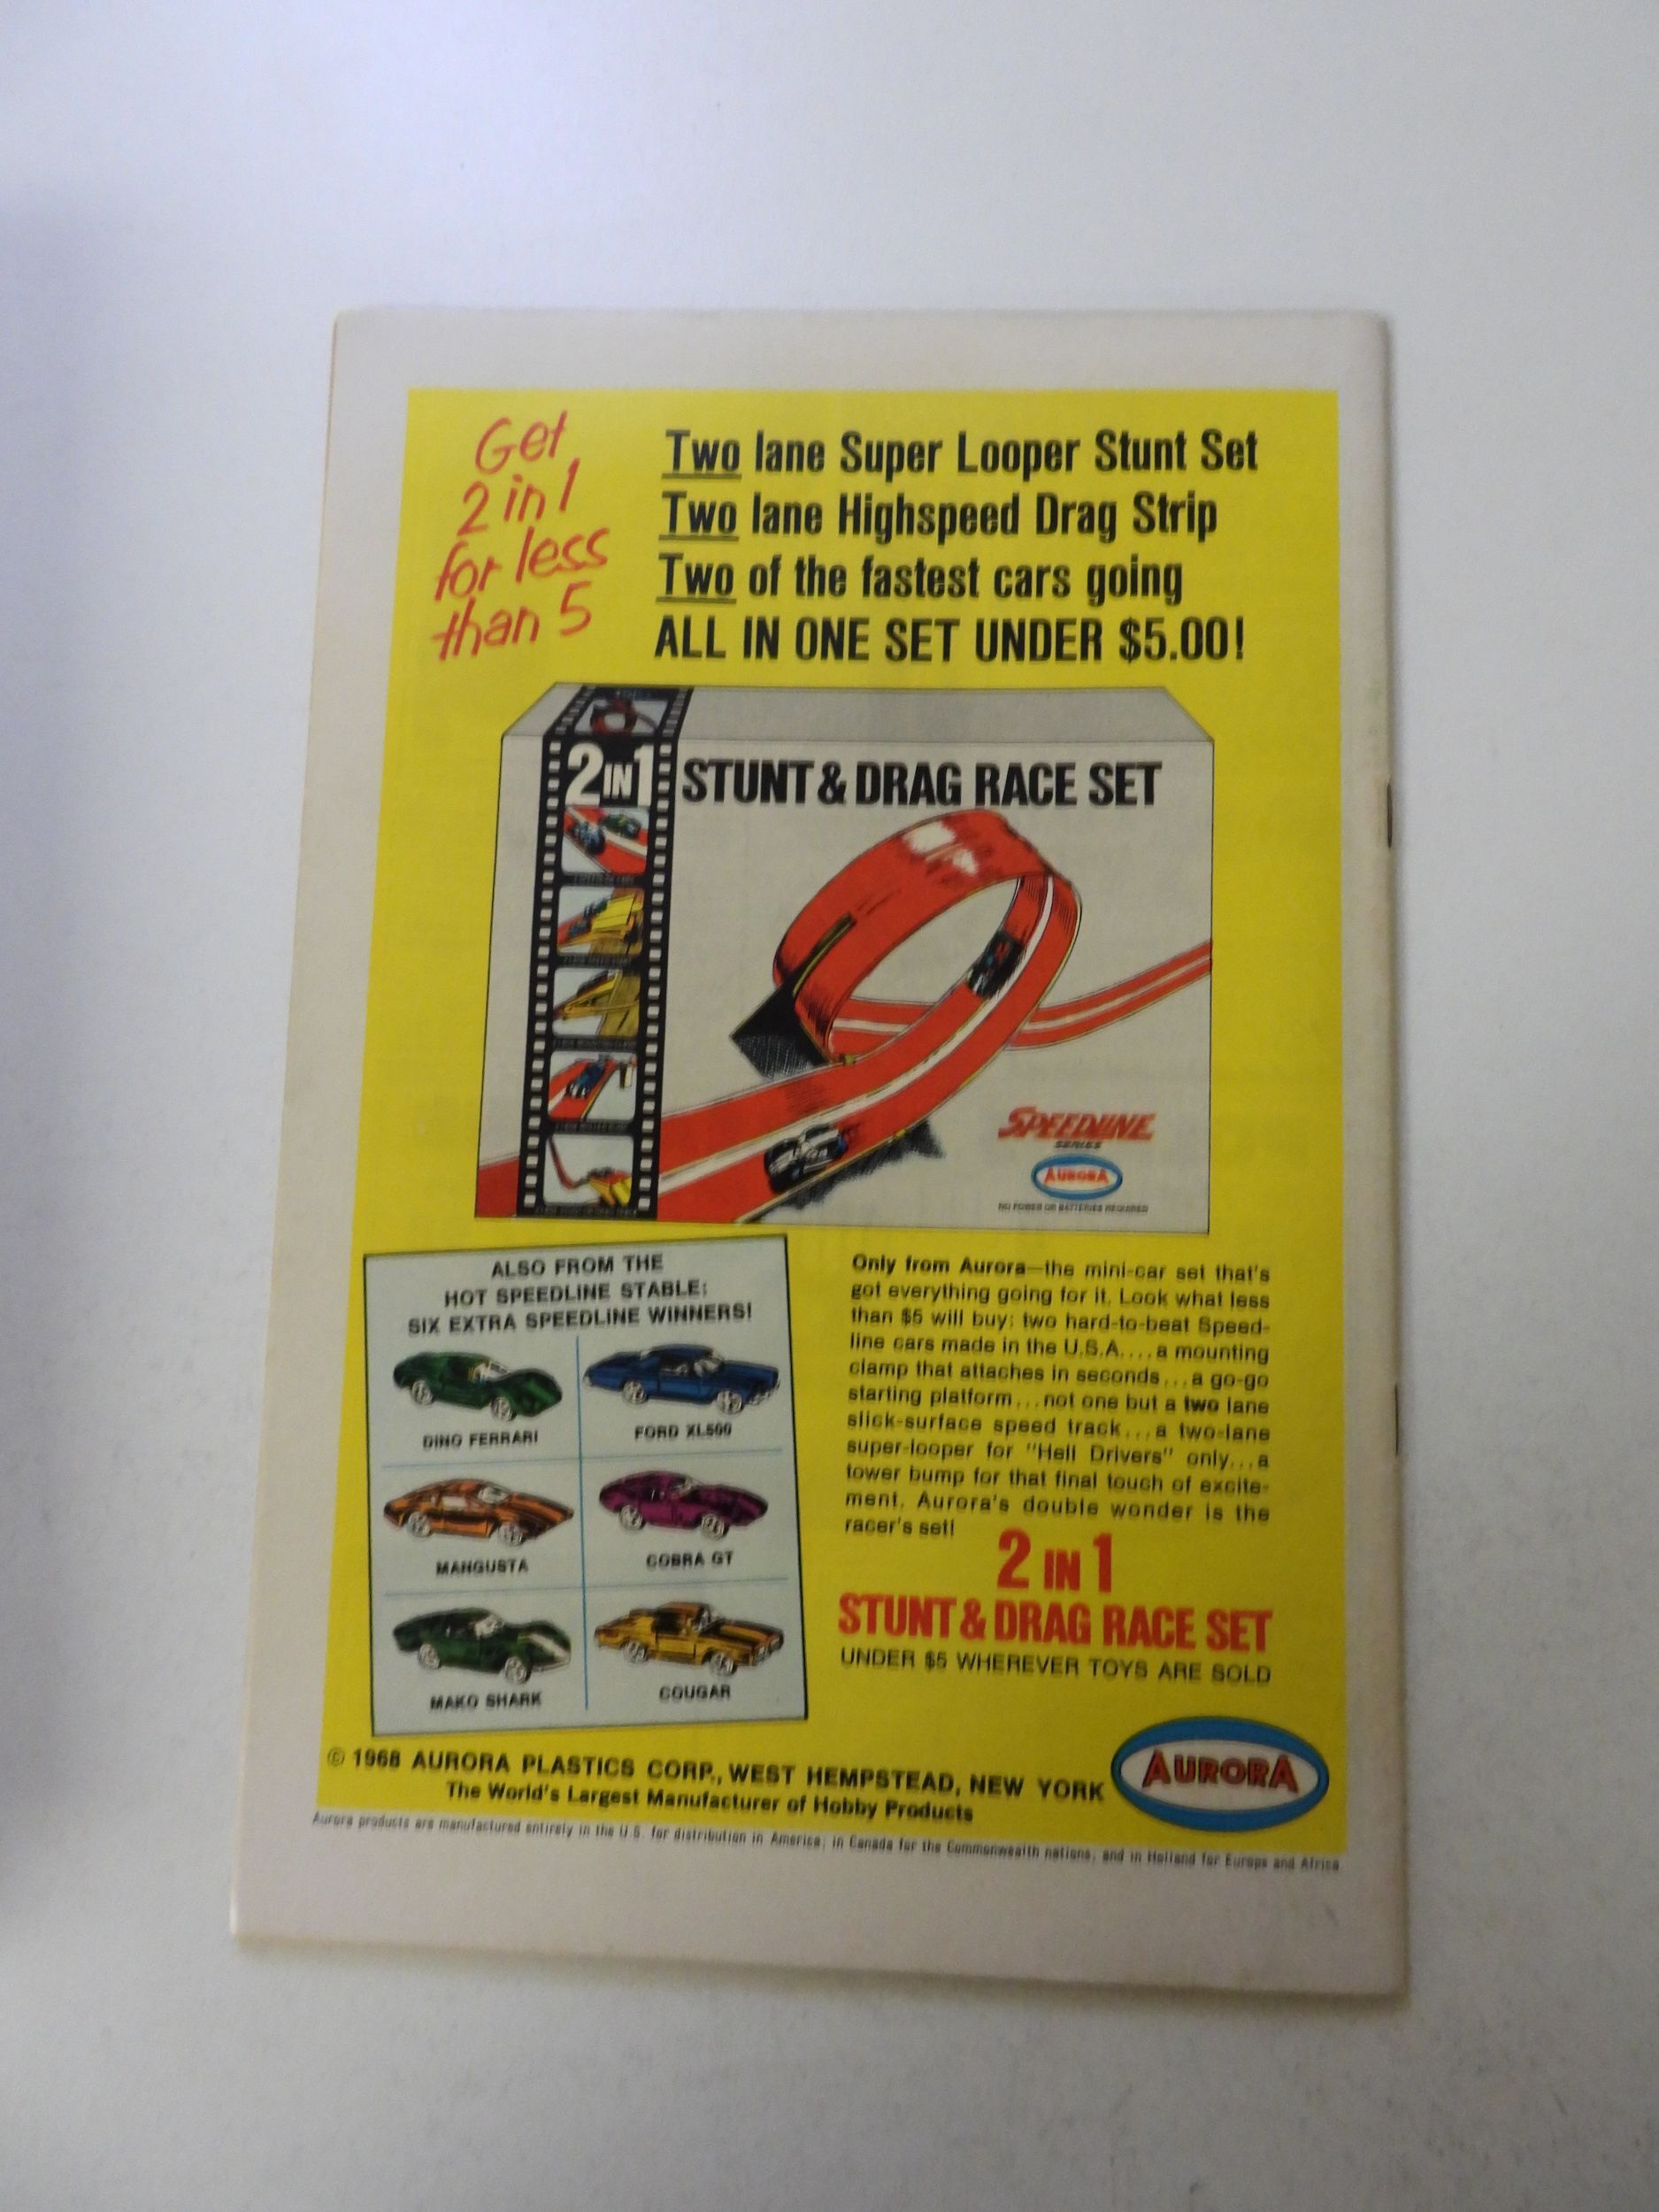 Get
2 in 1
for less
than 5
Two lane Super Looper Stunt Set
Two lane Highspeed Drag Strip
Two of the fastest cars going
ALL IN ONE SET UNDER $5.00!
2 IN 1
STUNT & DRAG RACE SET
SPEEDLINE
SERIES
AURORA
NO POWER OR BATTERIES REQUIRED
ALSO FROM THE
HOT SPEEDLINE STABLE:
SIX EXTRA SPEEDLINE WINNERS!
DINO FERRARI
FORD XL500
MANGUSTA
COBRA GT
MAKO SHARK
COUGAR
Only from Aurora—the mini-car set that's
got everything going for it. Look what less
than $5 will buy: two hard-to-beat Speed-
line cars made in the U.S.A....a mounting
clamp that attaches in seconds...a go-go
starting platform...not one but a two lane
slick-surface speed track...a two-lane
super-looper for "Hell Drivers" only...a
tower bump for that final touch of excite-
ment. Aurora's double wonder is the
racer's set!
2 IN 1
STUNT & DRAG RACE SET
UNDER $5 WHEREVER TOYS ARE SOLD
© 1968 AURORA PLASTICS CORP., WEST HEMPSTEAD, NEW YORK
The World's Largest Manufacturer of Hobby Products
AURORA
Aurora products are manufactured entirely in the U.S. for distribution in America, in Canada for the Commonwealth nations, and in Holland for Europe and Africa